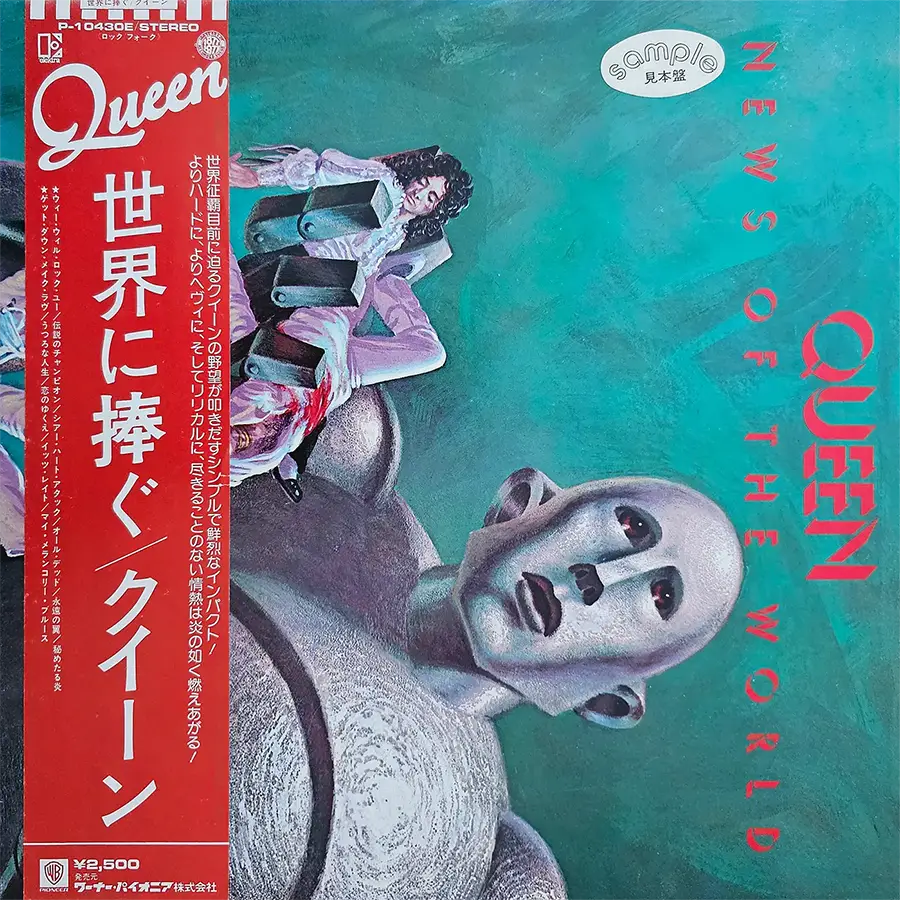 世界に捧ぐ/クイーン
P-10430E/STEREO
(ロック フォーク)
elektra
Queen
世界に捧ぐ/クイーン
世界征覇目前に迫るクイーンの野望が叩きだすシンプルで鮮烈なインパクト!
よりハードに、よりヘヴィに、そしてリリカルに、尽きることのない情熱は炎の如く燃えあがる!
★ウィー・ウィル・ロック・ユー/伝説のチャンピオン/シアー・ハート・アタック/オール・デッド/永遠の翼/秘めたる炎
★ゲット・ダウン・メイク・ラヴ/うつろな人生/恋のゆくえ/イッツ・レイト/マイ・メランコリー・ブルース
¥2,500
発売元
ワーナー・パイオニア株式会社
WB
PIONEER
sample
見本盤
NEWS OF THE WORLD
QUEEN